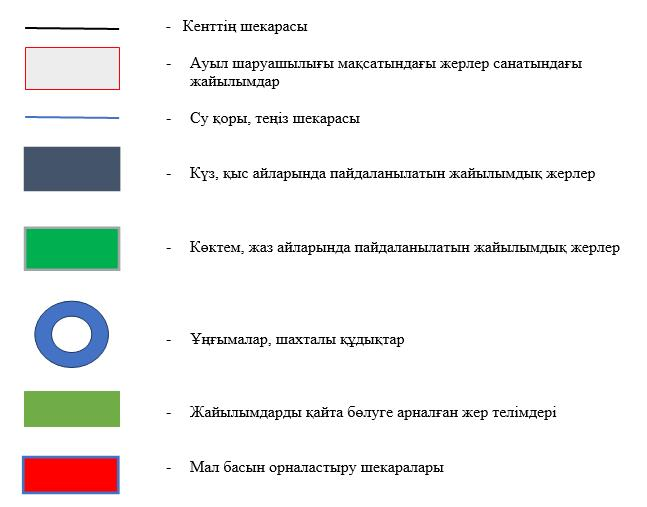 - Кенттің шекарасы
- Ауыл шаруашылығы мақсатындағы жерлер санатындағы
жайылымдар
- Су қоры, теңіз шекарасы
- Күз, қыс айларында пайдаланылатын жайылымдық жерлер
- Көктем, жаз айларында пайдаланылатын жайылымдық жерлер
- Ұңғымалар, шахталы құдықтар
- Жайылымдарды қайта бөлуге арналған жер телімдері
- Мал басын орналастыру шекаралары